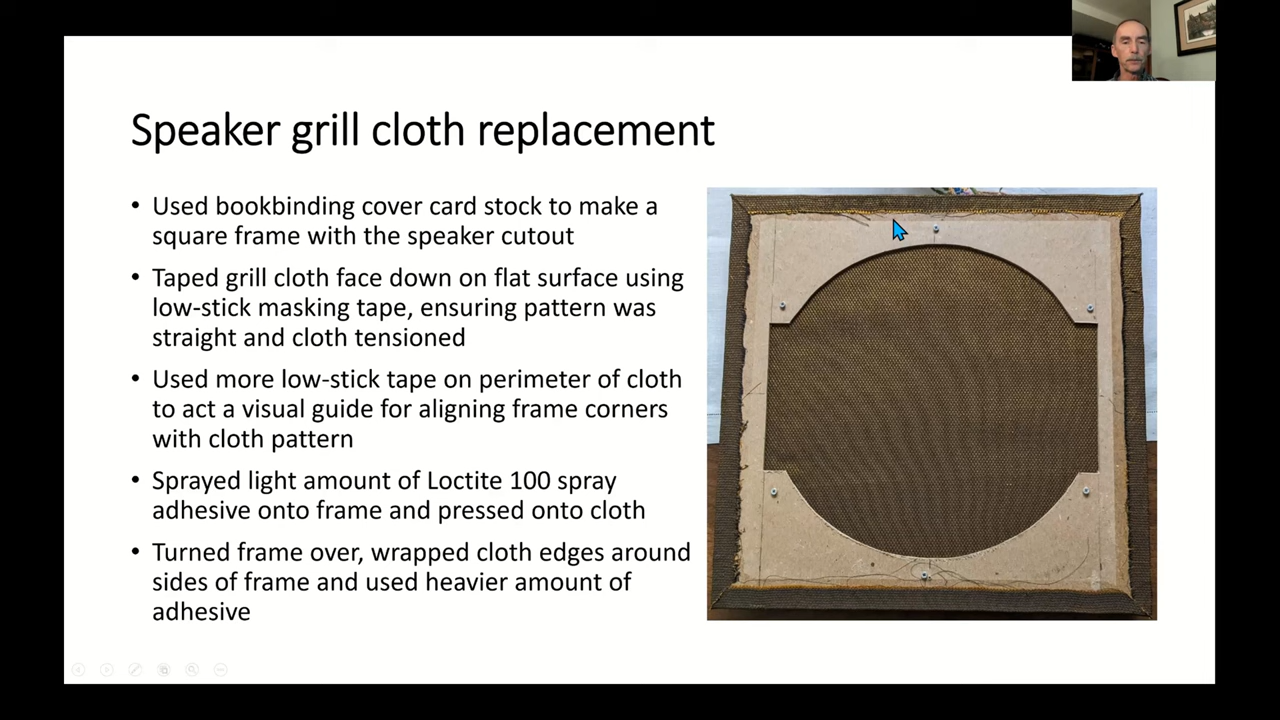 Speaker grill cloth replacement
• Used bookbinding cover card stock to make a
square frame with the speaker cutout
• Taped grill cloth face down on flat surface using
low-stick masking tape, ensuring pattern was
straight and cloth tensioned
• Used more low-stick tape on perimeter of cloth
to act a visual guide for aligning frame corners
with cloth pattern
• Sprayed light amount of Loctite 100 spray
adhesive onto frame and pressed onto cloth
• Turned frame over, wrapped cloth edges around
sides of frame and used heavier amount of
adhesive